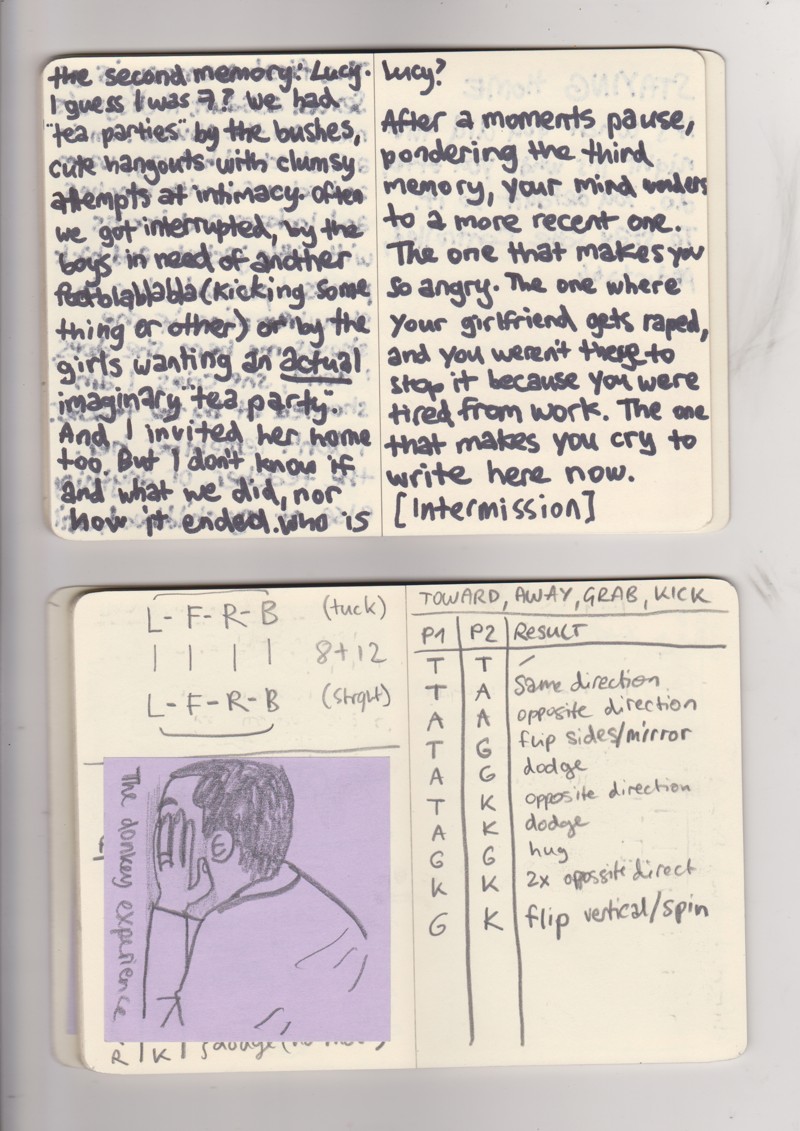 the second memory: Lucy.
I guess I was 7? We had
"tea parties" by the bushes,
cute hangouts with clumsy
attempts at intimacy. Often
we got interrupted, by the
boys in need of another
footblablabla (kicking some
thing or other) or by the
girls wanting an actual
imaginary "tea party".
And I invited her home
too. But I don't know if
and what we did, nor
how it ended. Who is
Lucy?
After a moments pause,
pondering the third
memory, your mind wonders
to a more recent one.
The one that makes you
so angry. The one where
your girlfriend gets raped,
and you weren't there to
stop it because you were
tired from work. The one
that makes you cry to
write here now.
[Intermission]
L- F- R- B (tuck)
8+12
L- F- R- B
The donkey experience
R | K |
TOWARD, AWAY, GRAB, KICK
P1 | P2 | Result
T T
T A Same direction
A A opposite direction
T G flip sides/mirror
A G dodge
T K opposite direction
A K dodge
G G hug
K K 2x oppossite direct
G K flip vertical/spin